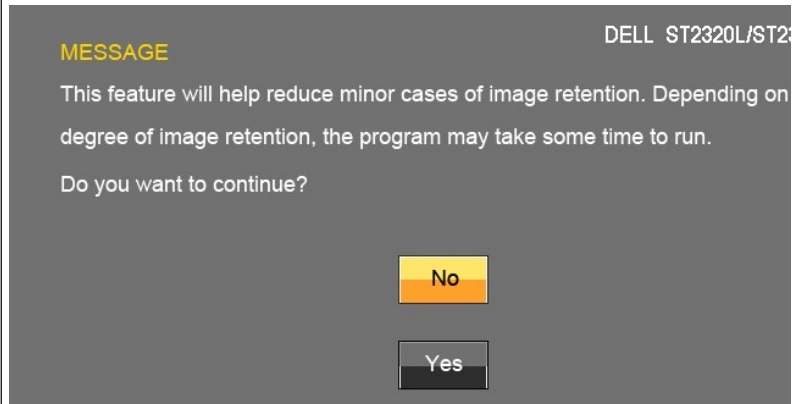 DELL ST2320L/ST23
MESSAGE
This feature will help reduce minor cases of image retention. Depending on
degree of image retention, the program may take some time to run.
Do you want to continue?
No
Yes